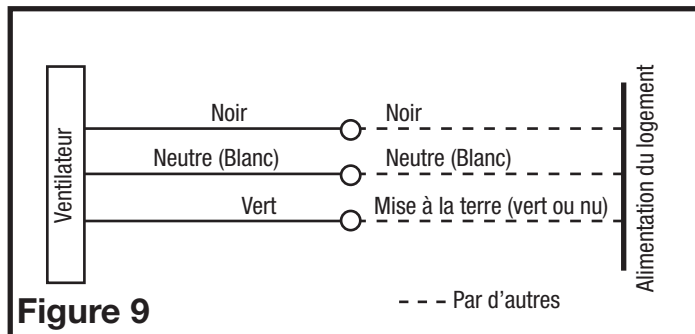 Ventilateur
Noir
Noir
Neutre (Blanc)
Neutre (Blanc)
Vert
Mise à la terre (vert ou nu)
Alimentation du logement
Figure 9
Par d’autres